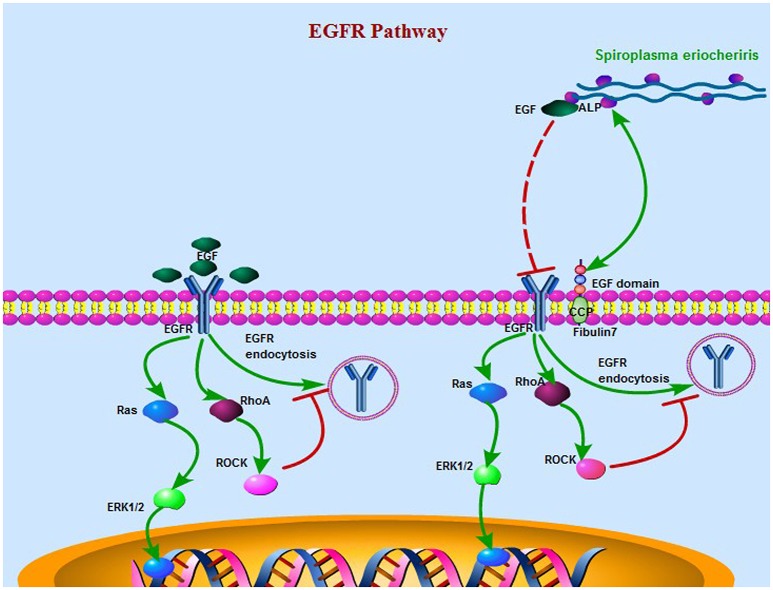 EGFR Pathway
Spiroplasma eriocheiris
EGF
ALP
EGF
EGF domain
CCP
Fibulin7
EGFR
EGFR
endocytosis
Ras
RhoA
ROCK
ERK1/2
EGFR
EGFR
endocytosis
Ras
RhoA
ROCK
ERK1/2